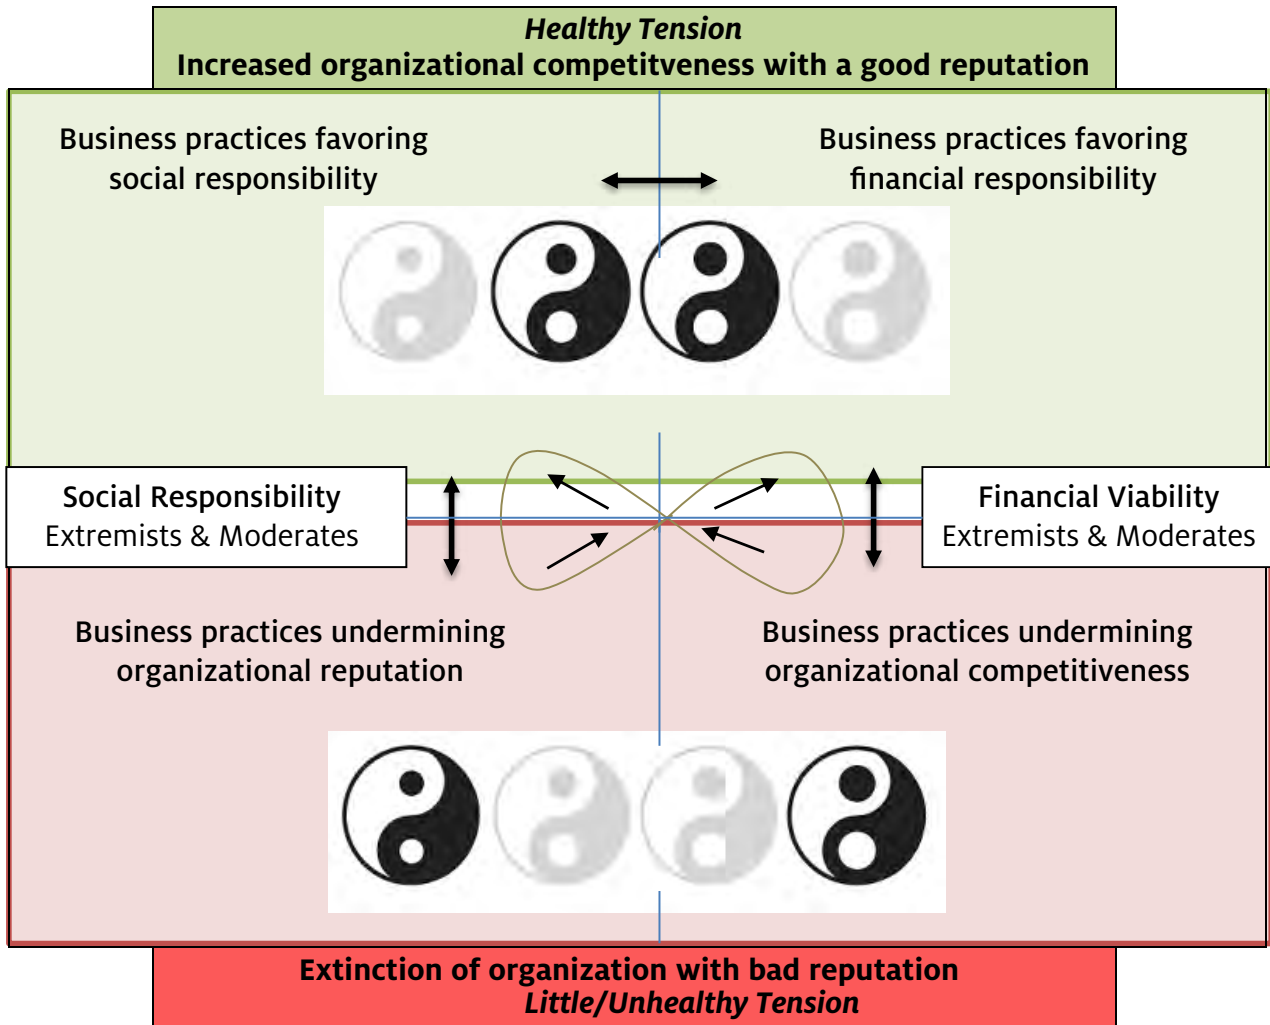 Healthy Tension
Increased organizational competitveness with a good reputation
Business practices favoring
social responsibility
Business practices favoring
financial responsibility
Social Responsibility
Extremists & Moderates
Financial Viability
Extremists & Moderates
Business practices undermining
organizational reputation
Business practices undermining
organizational competitiveness
Extinction of organization with bad reputation
Little/Unhealthy Tension